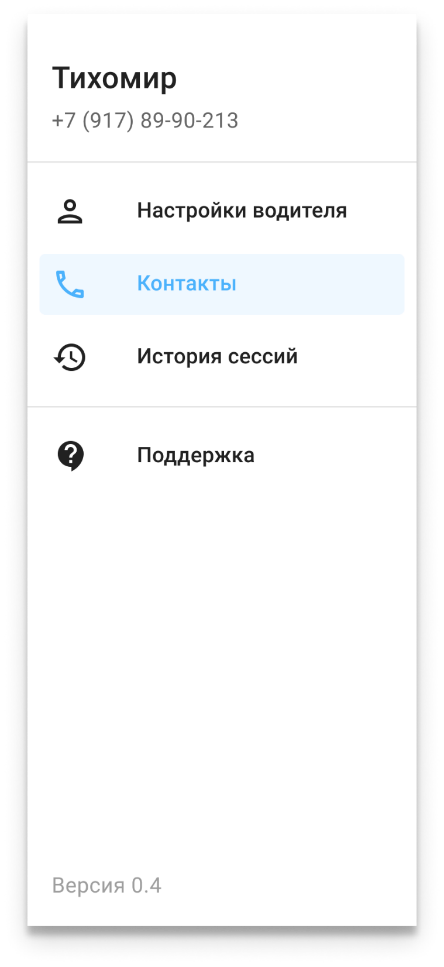 Тихомир
+7 (917) 89-90-213
Настройки водителя
Контакты
История сессий
Поддержка
Версия 0.4